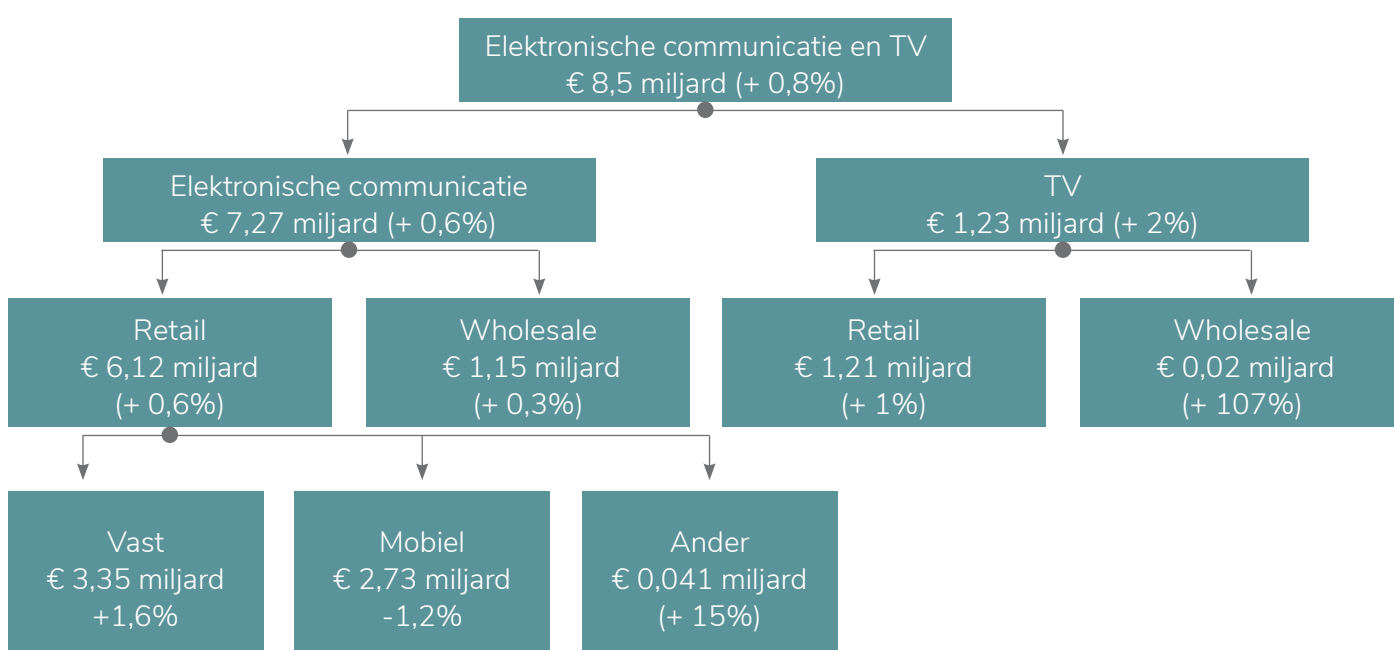 Elektronische communicatie en TV
€ 8,5 miljard (+ 0,8%)
Elektronische communicatie
€ 7,27 miljard (+ 0,6%)
TV
€ 1,23 miljard (+ 2%)
Retail
€ 6,12 miljard
(+ 0,6%)
Wholesale
€ 1,15 miljard
(+ 0,3%)
Retail
€ 1,21 miljard
(+ 1%)
Wholesale
€ 0,02 miljard
(+ 107%)
Vast
€ 3,35 miljard
+1,6%
Mobiel
€ 2,73 miljard
-1,2%
Ander
€ 0,041 miljard
(+ 15%)